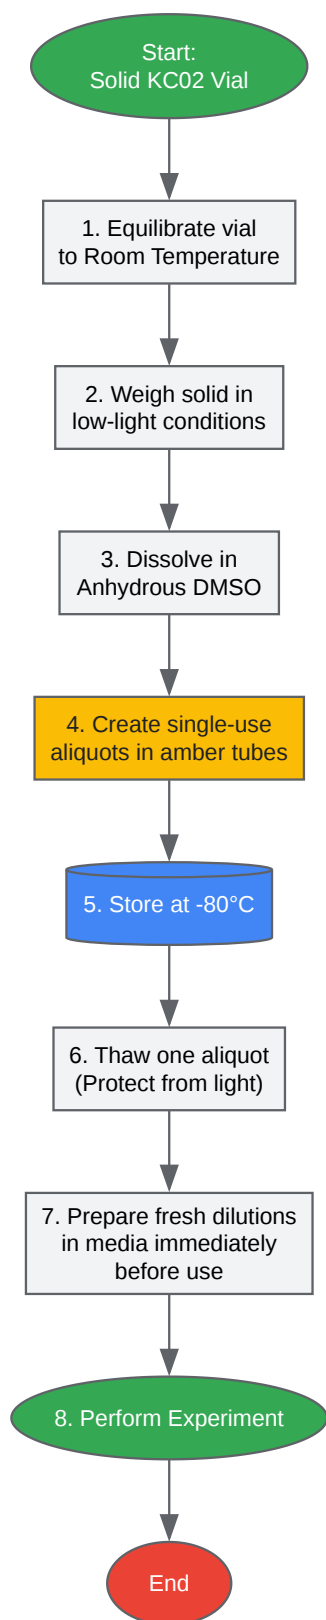 Start:
Solid KC02 Vial
1. Equilibrate vial
to Room Temperature
2. Weigh solid in
low-light conditions
3. Dissolve in
Anhydrous DMSO
4. Create single-use
aliquots in amber tubes
5. Store at -80°C
6. Thaw one aliquot
(Protect from light)
7. Prepare fresh dilutions
in media immediately
before use
8. Perform Experiment
End